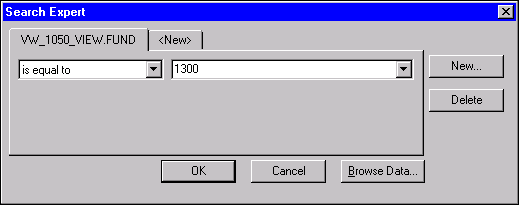 Search Expert
VW_1050_VIEW.FUND <New>
is equal to 1300 New...
Delete
OK Cancel Browse Data...